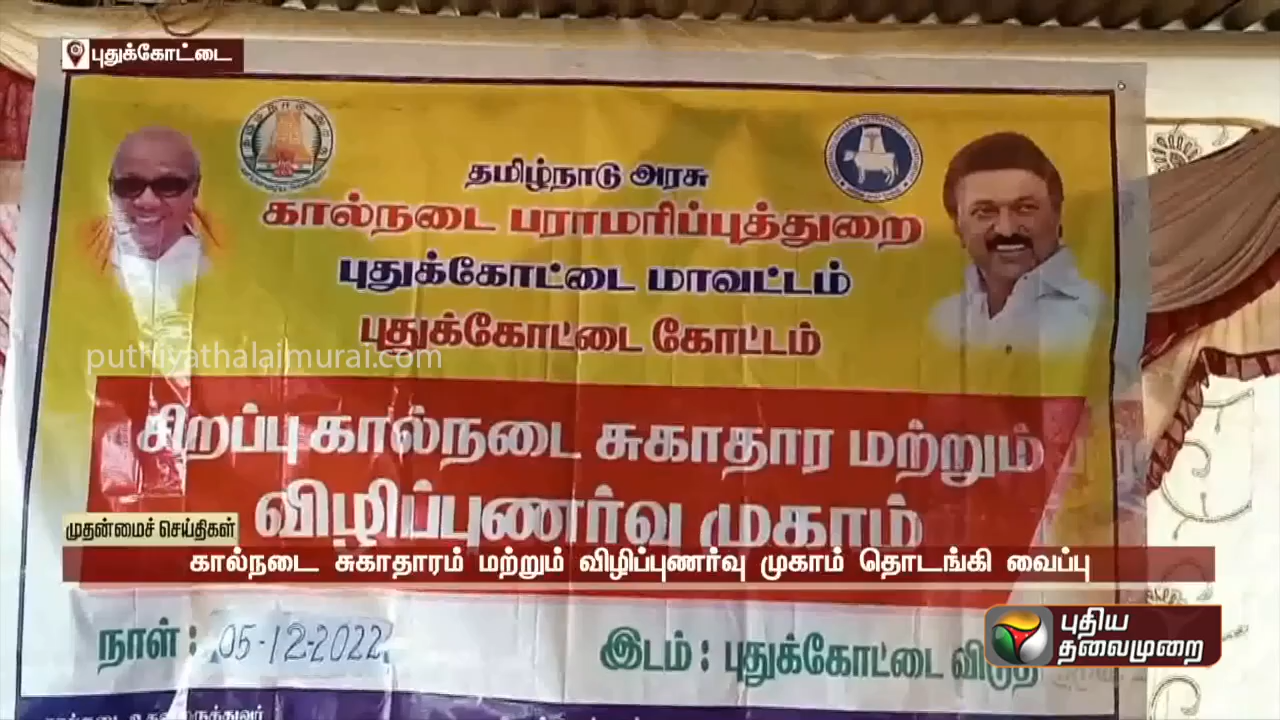 புதுக்கோட்டை
தமிழ்நாடு அரசு
கால்நடை பராமரிப்புத்துறை
புதுக்கோட்டை மாவட்டம்
புதுக்கோட்டை கோட்டம்
puthiyathalaimurai.com
சிறப்பு கால்நடை சுகாதார மற்றும்
விழிப்புணர்வு முகாம்
முதன்மைச் செய்திகள்
கால்நடை சுகாதாரம் மற்றும் விழிப்புணர்வு முகாம் தொடங்கி வைப்பு
நாள் : 05-12-2022 இடம் : புதுக்கோட்டை
புதிய
தலைமுறை